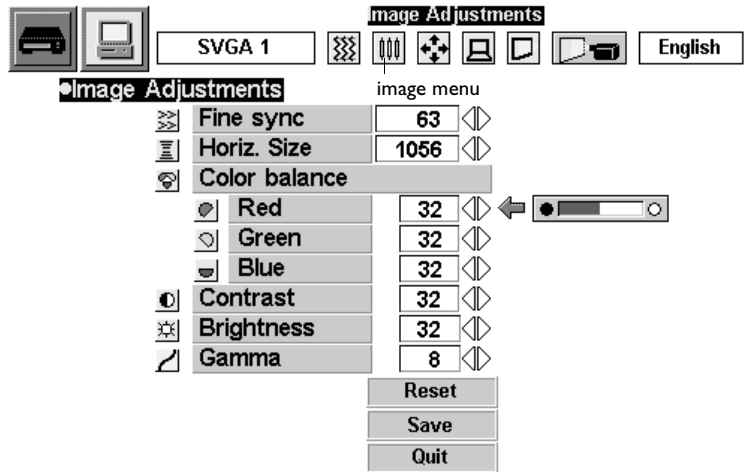 Image Adjustments
SVGA 1
English
Image Adjustments
image menu
Fine sync 63
Horiz. Size 1056
Color balance
Red 32
Green 32
Blue 32
Contrast 32
Brightness 32
Gamma 8
Reset
Save
Quit